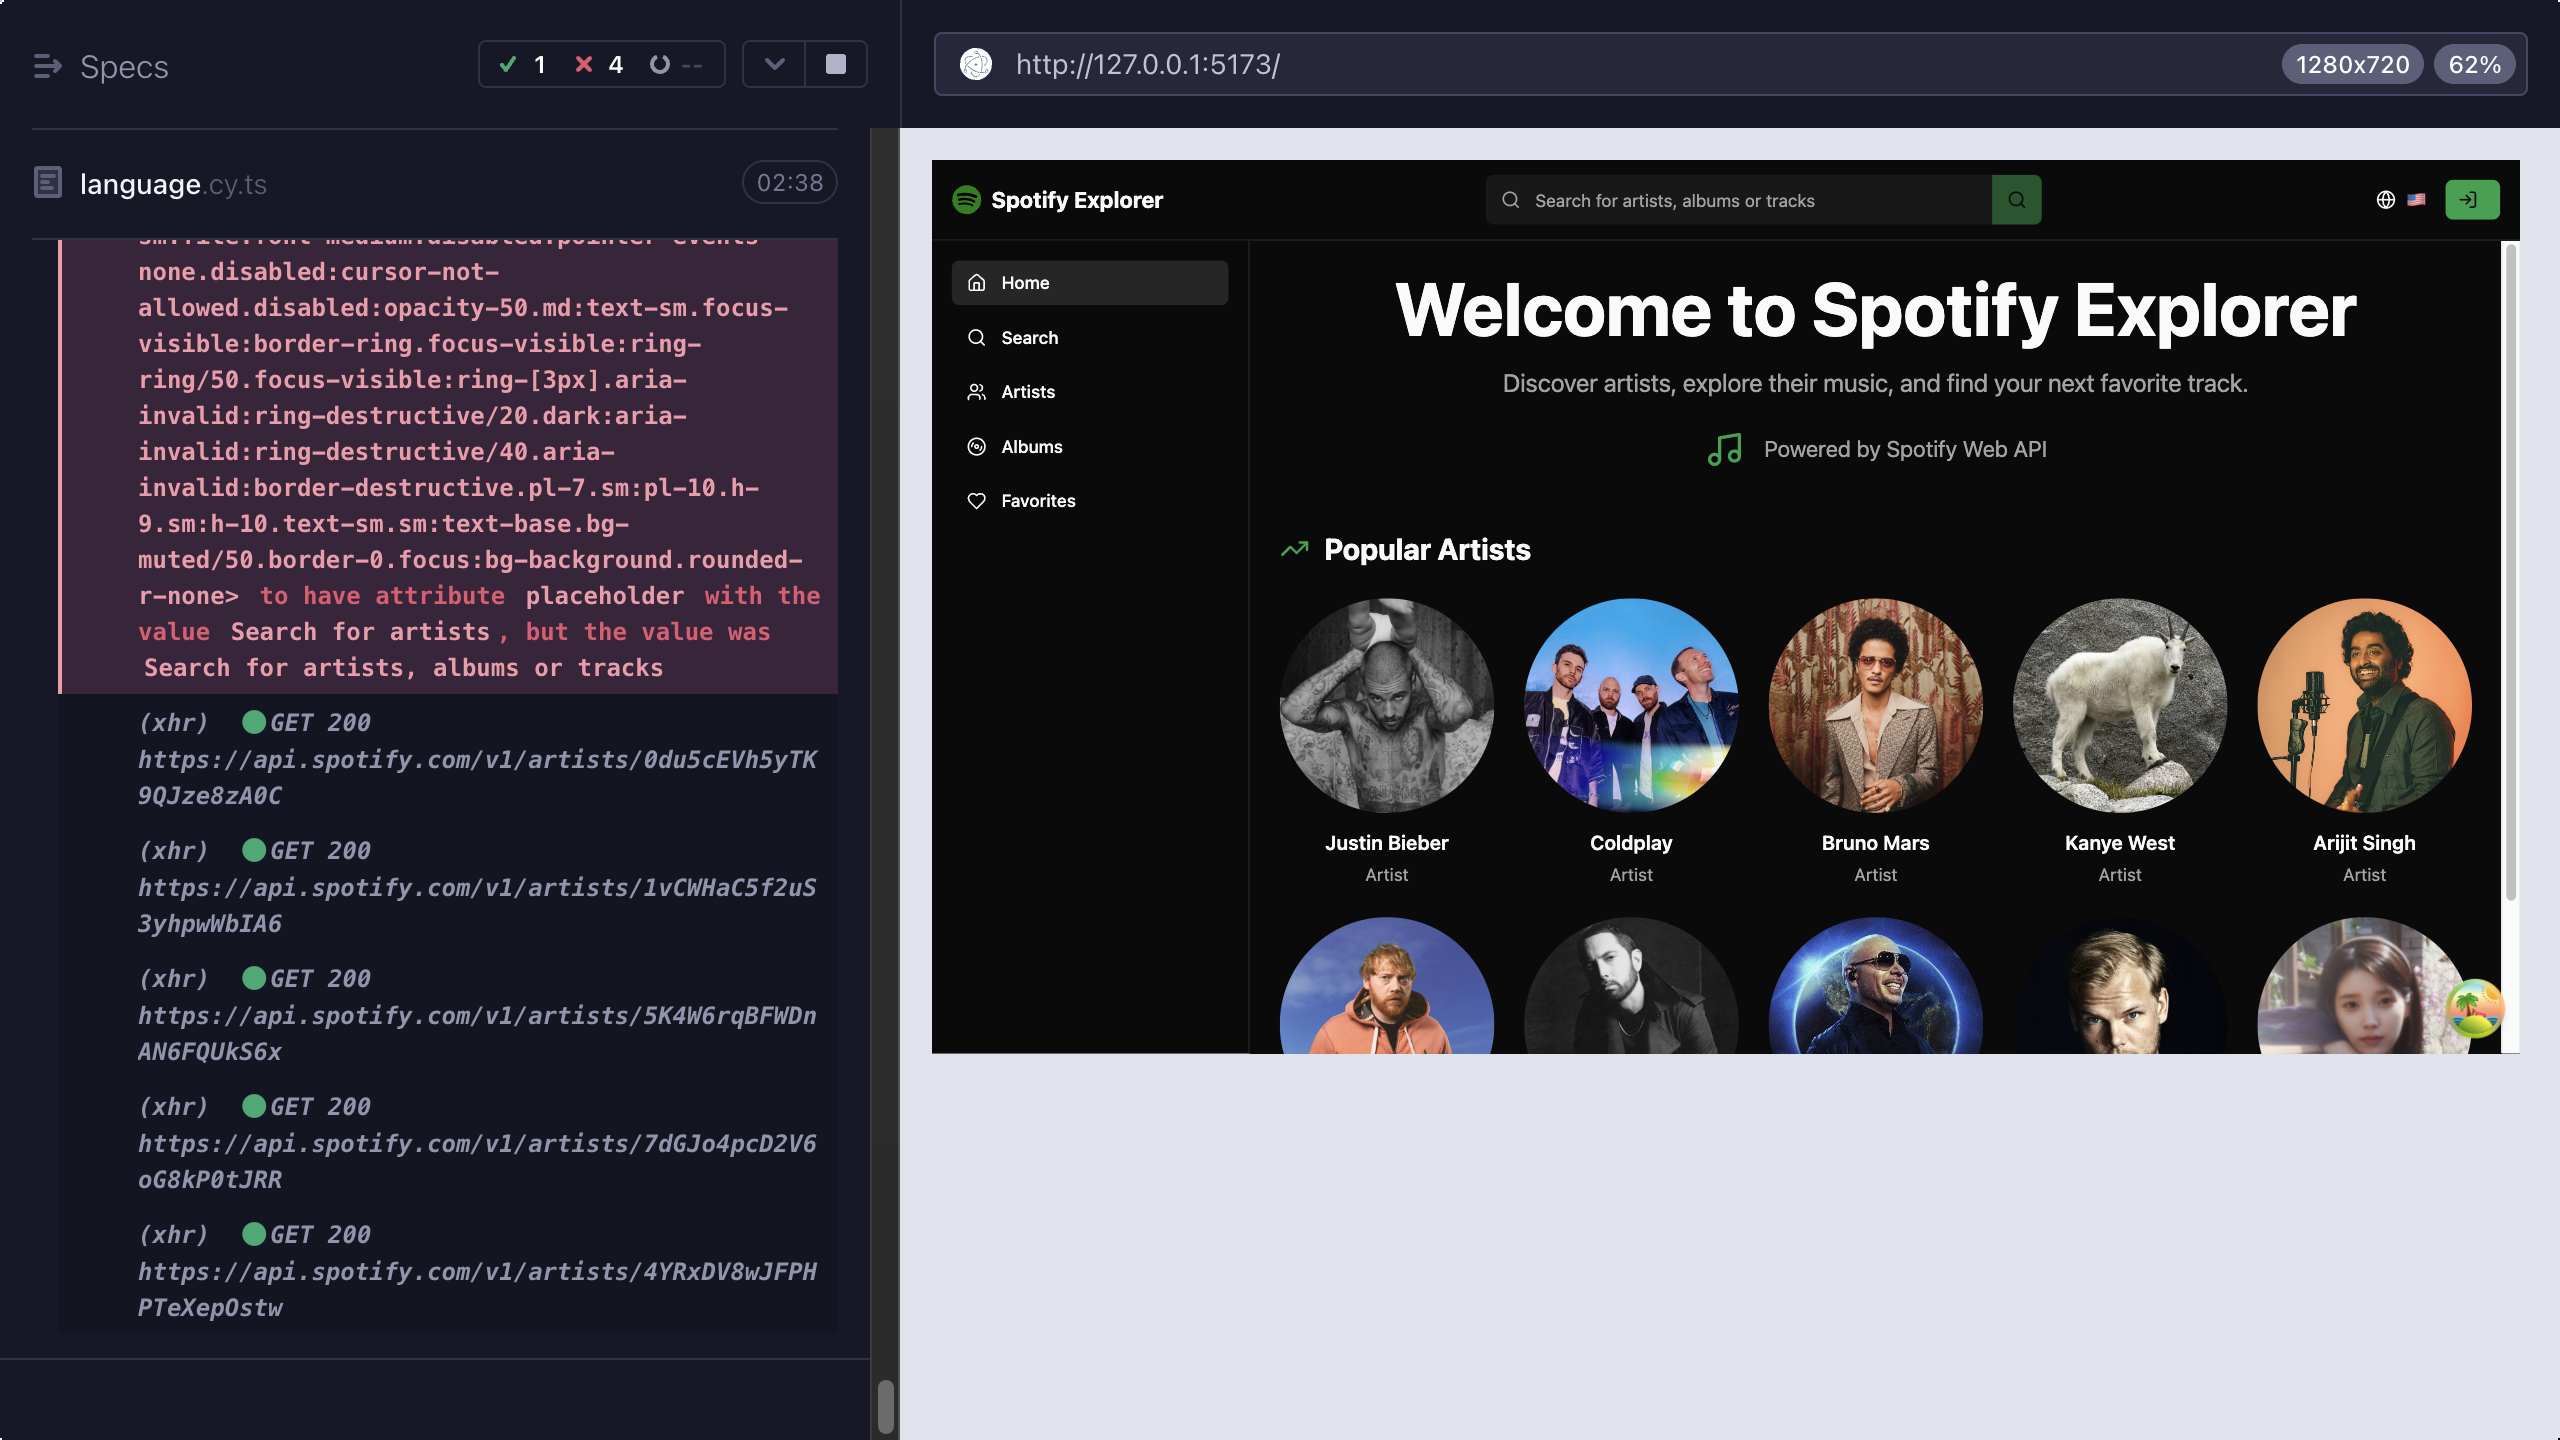 Specs
1
4
--
language.cy.ts
02:38
none.disabled:cursor-not-
allowed.disabled:opacity-50.md:text-sm.focus-
visible:border-ring.focus-visible:ring-
ring/50.focus-visible:ring-[3px].aria-
invalid:ring-destructive/20.dark:aria-
invalid:ring-destructive/40.aria-
invalid:border-destructive.pl-7.sm:pl-10.h-
9.sm:h-10.text-sm.sm:text-base.bg-
muted/50.border-0.focus:bg-background.rounded-
r-none> to have attribute placeholder with the
value Search for artists, but the value was
Search for artists, albums or tracks
(xhr) GET 200
https://api.spotify.com/v1/artists/0du5cEVh5yTK
9QJze8zA0C
(xhr) GET 200
https://api.spotify.com/v1/artists/1vCWHaC5f2uS
3yhpwWbIA6
(xhr) GET 200
https://api.spotify.com/v1/artists/5K4W6rqBFWDn
AN6FQUkS6x
(xhr) GET 200
https://api.spotify.com/v1/artists/7dGJo4pcD2V6
oG8kP0tJRR
(xhr) GET 200
https://api.spotify.com/v1/artists/4YRxDV8wJFPH
PTeXepOstw
http://127.0.0.1:5173/
1280x720
62%
Spotify Explorer
Search for artists, albums or tracks
Home
Search
Artists
Albums
Favorites
Welcome to Spotify Explorer
Discover artists, explore their music, and find your next favorite track.
Powered by Spotify Web API
Popular Artists
Justin Bieber
Artist
Coldplay
Artist
Bruno Mars
Artist
Kanye West
Artist
Arijit Singh
Artist